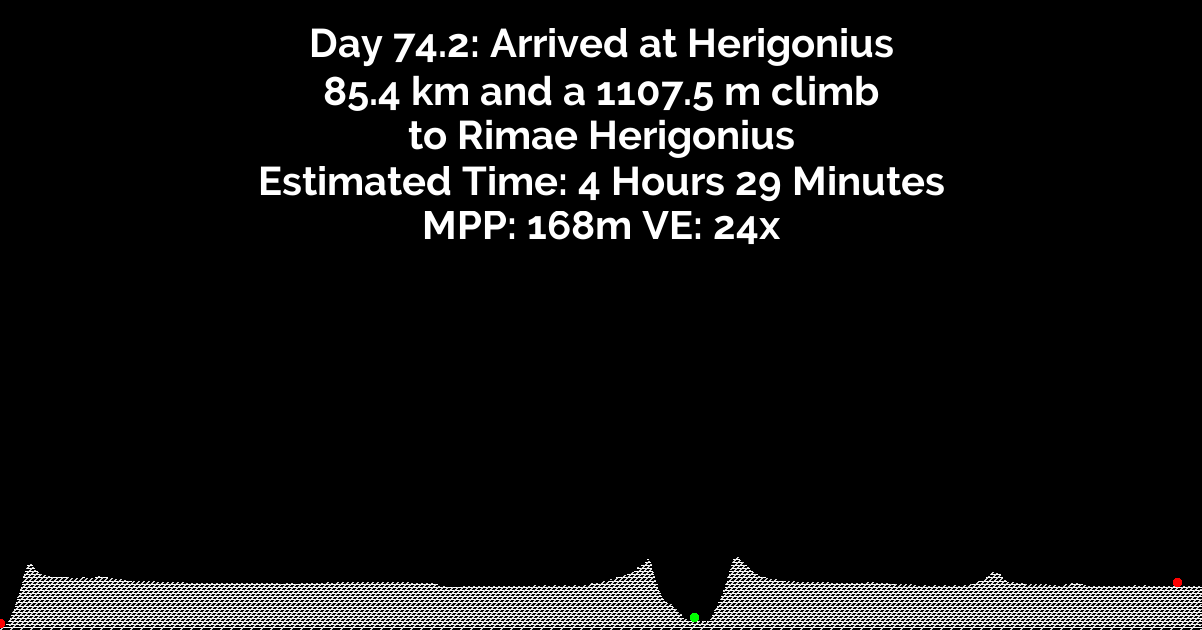 Day 74.2: Arrived at Herigonius
85.4 km and a 1107.5 m climb
to Rimae Herigonius
Estimated Time: 4 Hours 29 Minutes
MPP: 168m VE: 24x